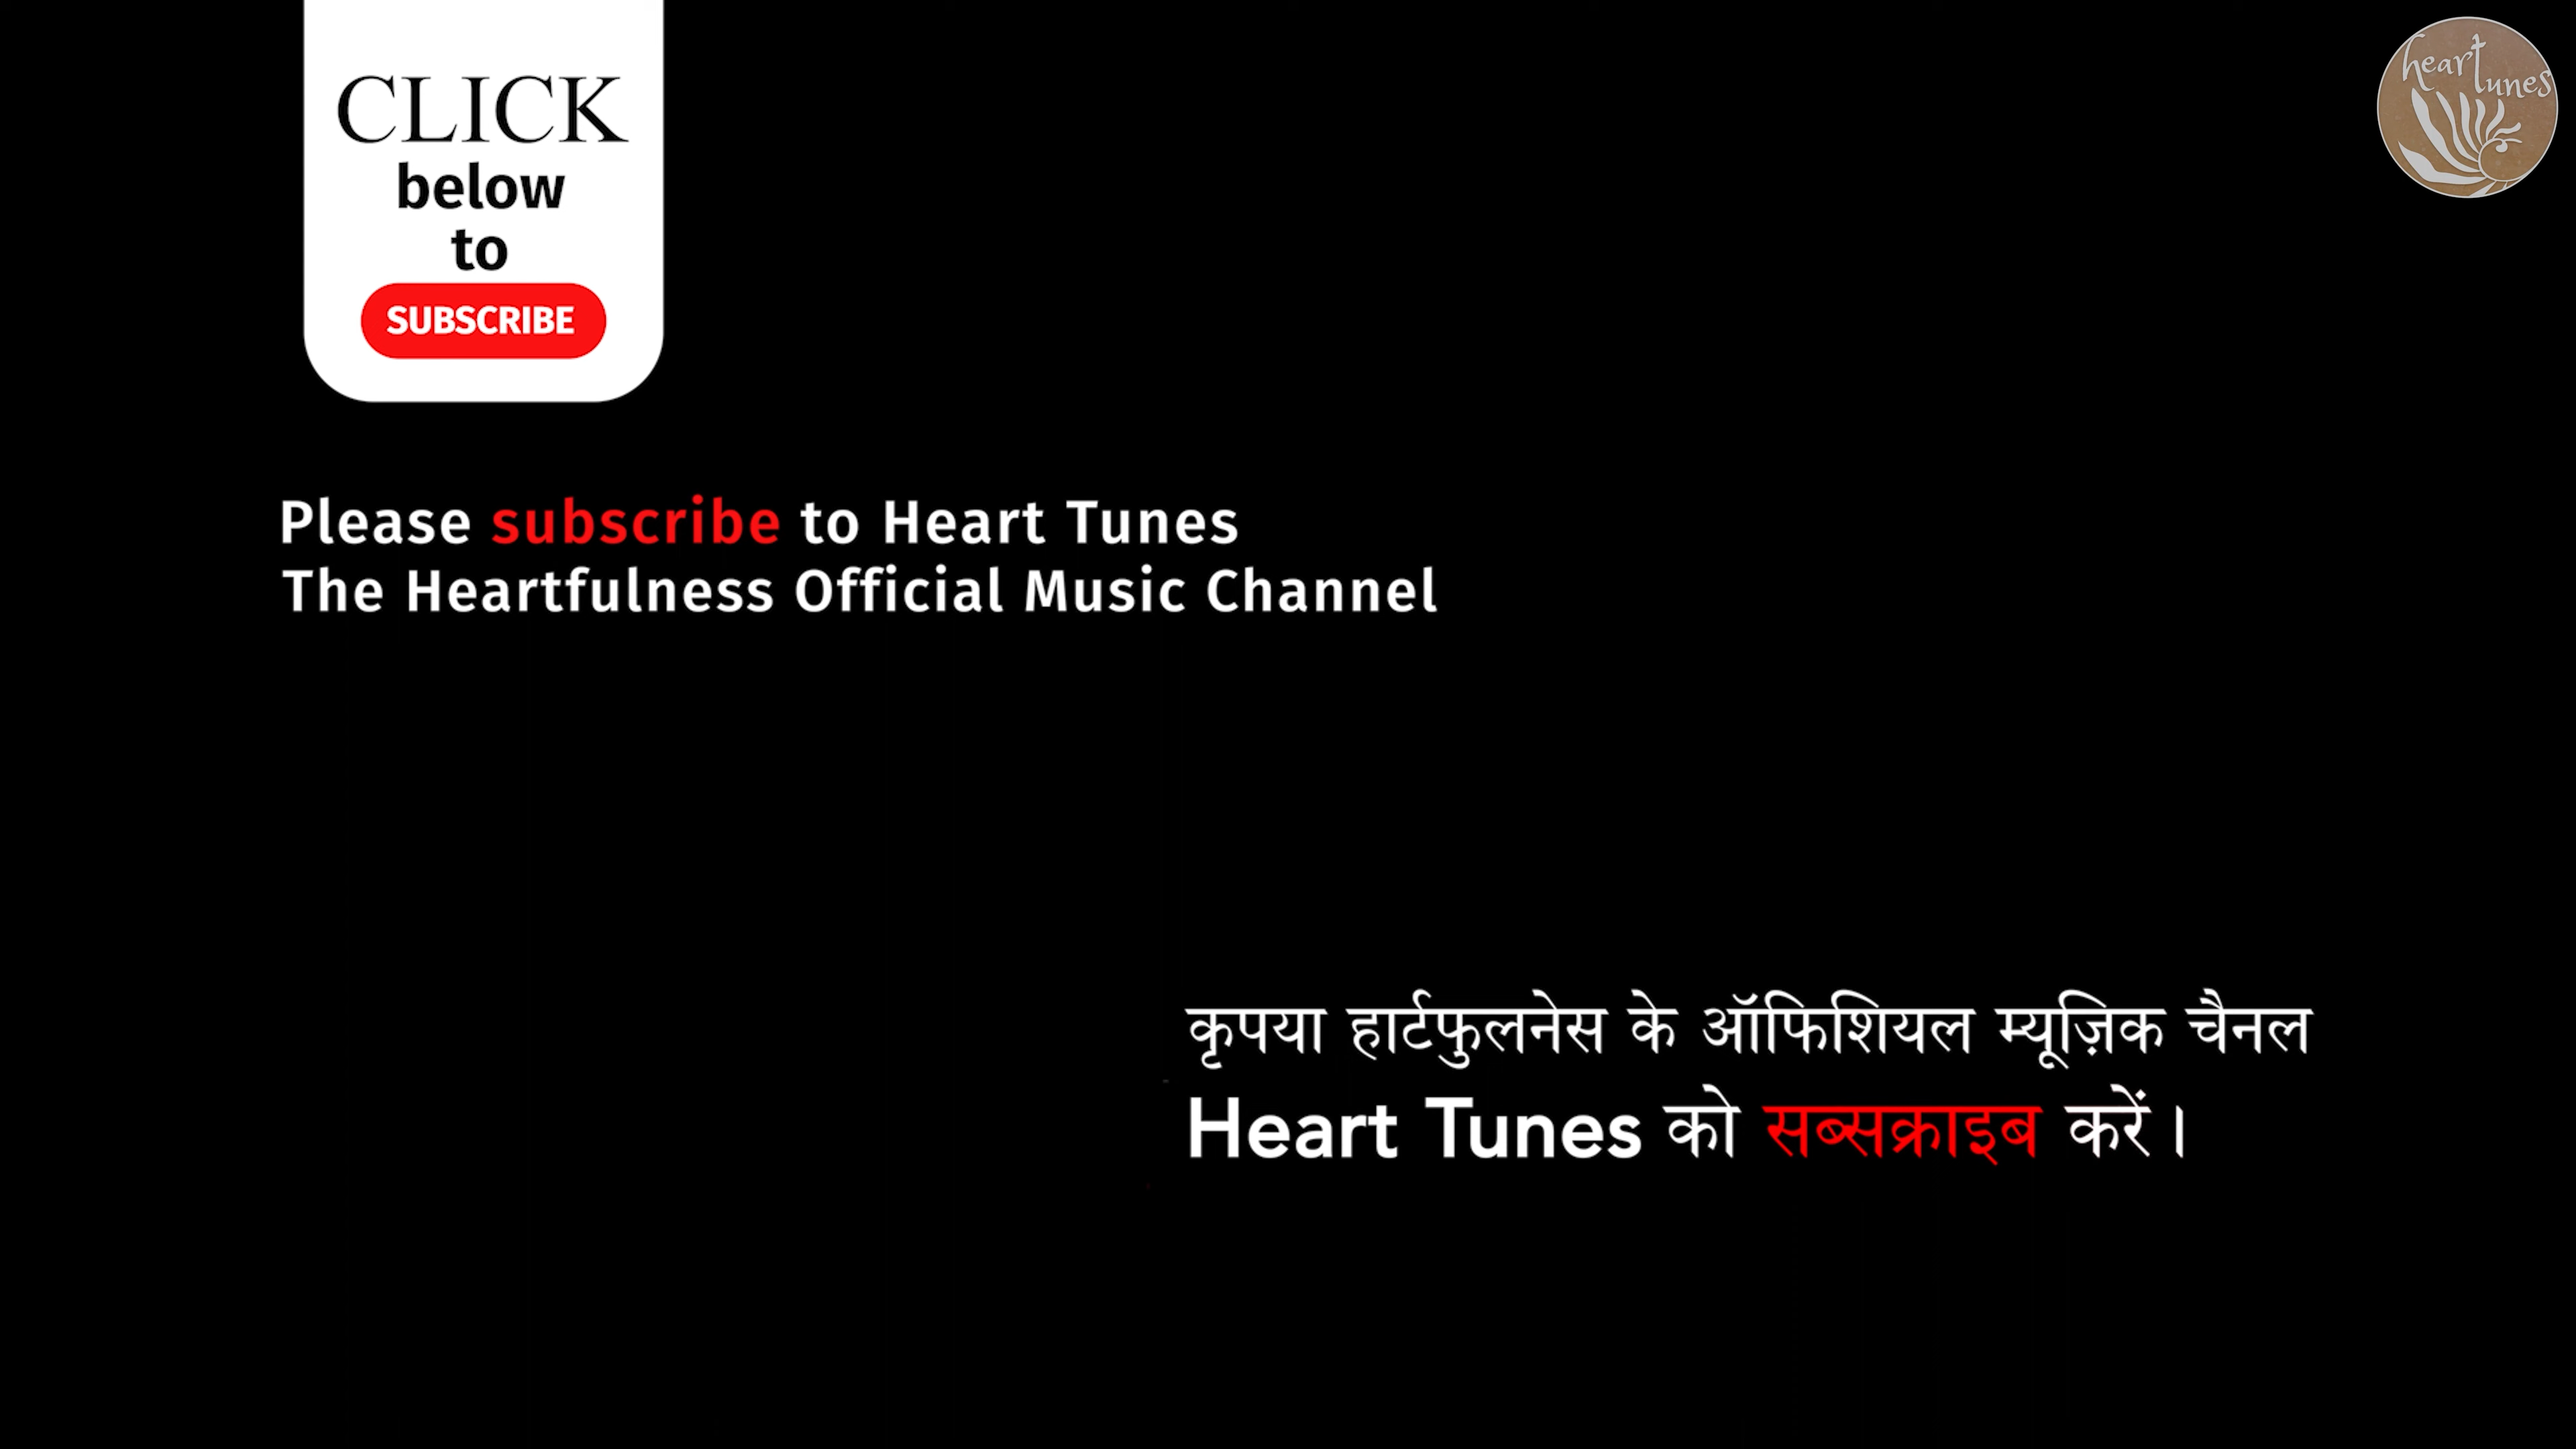 CLICK
below
to
SUBSCRIBE
heart
tunes
Please subscribe to Heart Tunes
The Heartfulness Official Music Channel
कृपया हार्टफुलनेस के ऑफिशियल म्यूज़िक चैनल
Heart Tunes को सब्सक्राइब करें।